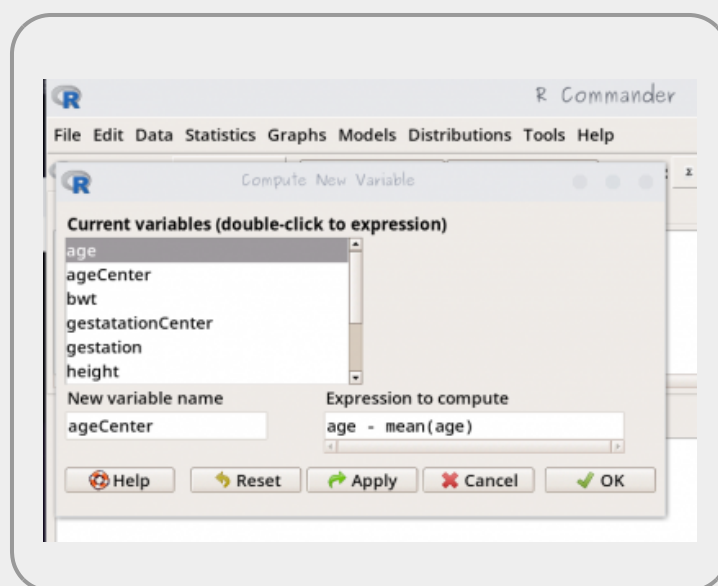 R R Commander
File Edit Data Statistics Graphs Models Distributions Tools Help
R Compute New Variable
Σ
Current variables (double-click to expression)
age
ageCenter
bwt
gestatationCenter
gestation
height
New variable name Expression to compute
ageCenter age - mean(age)
Help Reset Apply Cancel OK